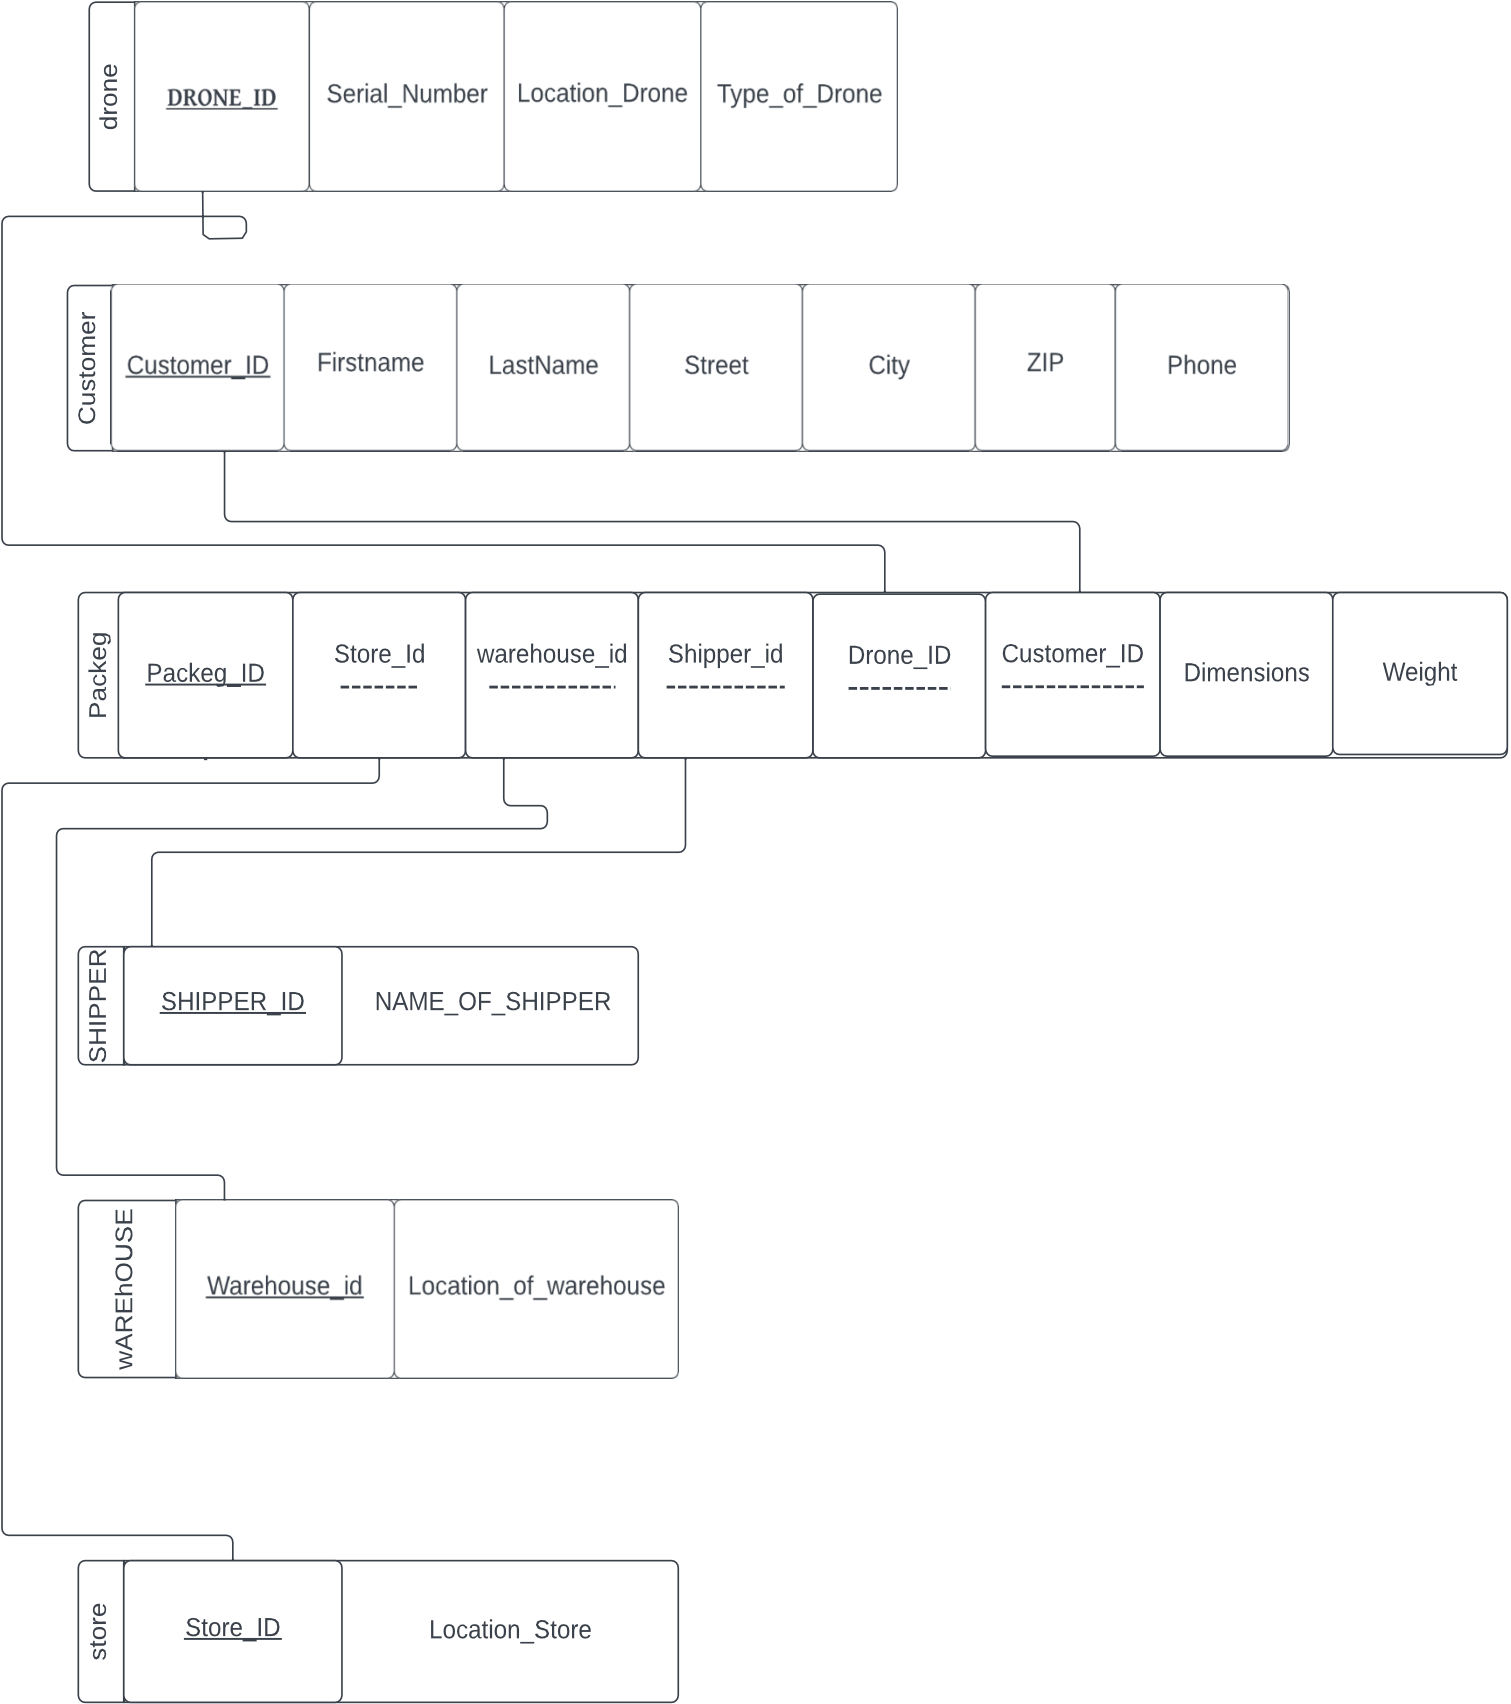 drone
DRONE_ID
Serial_Number
Location_Drone
Type_of_Drone
Customer
Customer_ID
Firstname
LastName
Street
City
ZIP
Phone
Packeg
Packeg_ID
Store_Id
warehouse_id
Shipper_id
Drone_ID
Customer_ID
Dimensions
Weight
SHIPPER
SHIPPER_ID
NAME_OF_SHIPPER
wAREhOUSE
Warehouse_id
Location_of_warehouse
store
Store_ID
Location_Store